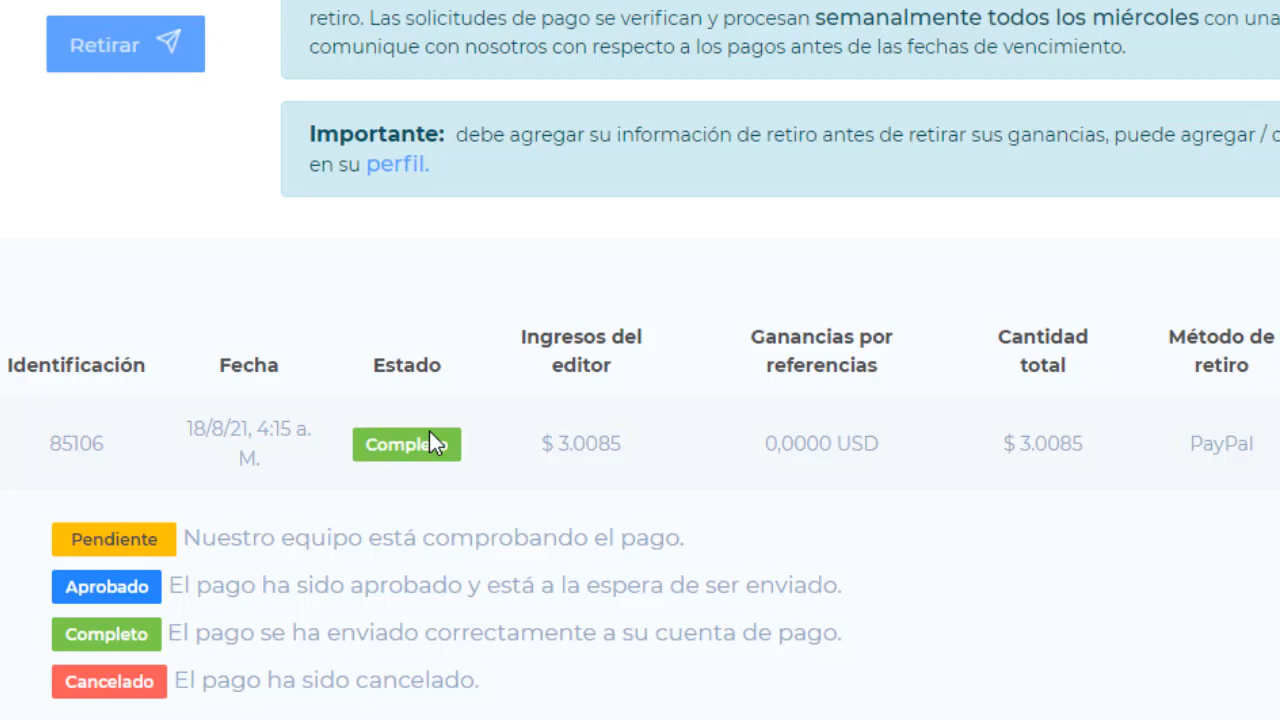 Retirar
retiro. Las solicitudes de pago se verifican y procesan semanalmente todos los miércoles con una
comunique con nosotros con respecto a los pagos antes de las fechas de vencimiento.
Importante: debe agregar su información de retiro antes de retirar sus ganancias, puede agregar /
en su perfil.
Identificación Fecha Estado Ingresos del editor Ganancias por referencias Cantidad total Método de retiro
85106 18/8/21, 4:15 a. M. Completo $ 3.0085 0,0000 USD $ 3.0085 PayPal
Pendiente Nuestro equipo está comprobando el pago.
Aprobado El pago ha sido aprobado y está a la espera de ser enviado.
Completo El pago se ha enviado correctamente a su cuenta de pago.
Cancelado El pago ha sido cancelado.